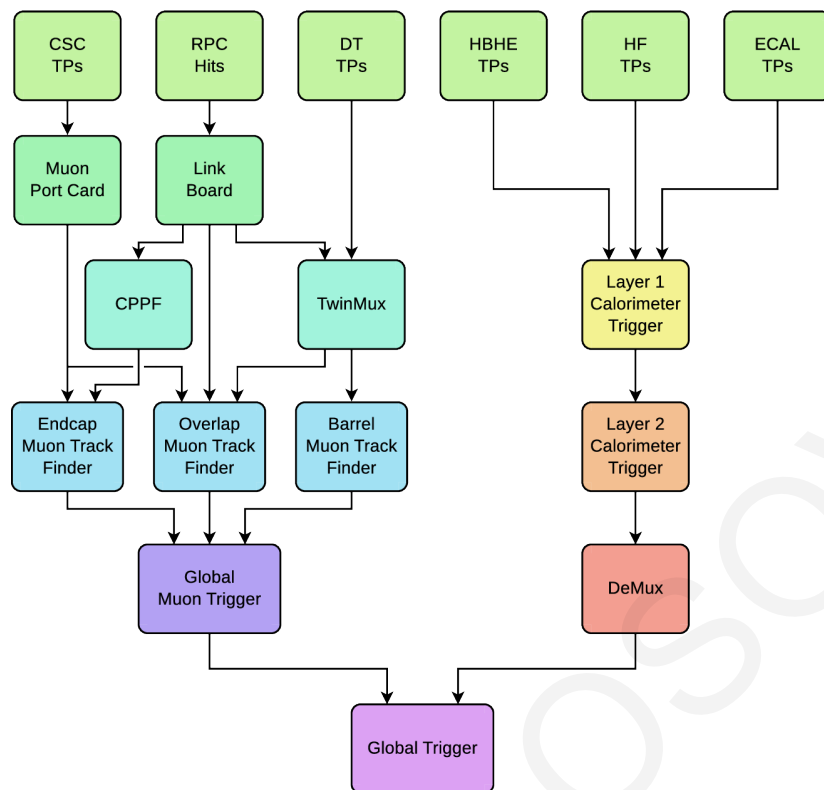 CSC
TPs
RPC
Hits
DT
TPs
HBHE
TPs
HF
TPs
ECAL
TPs
Muon
Port Card
Link
Board
CPPF
TwinMux
Layer 1
Calorimeter
Trigger
Endcap
Muon Track
Finder
Overlap
Muon Track
Finder
Barrel
Muon Track
Finder
Layer 2
Calorimeter
Trigger
Global
Muon Trigger
DeMux
Global Trigger